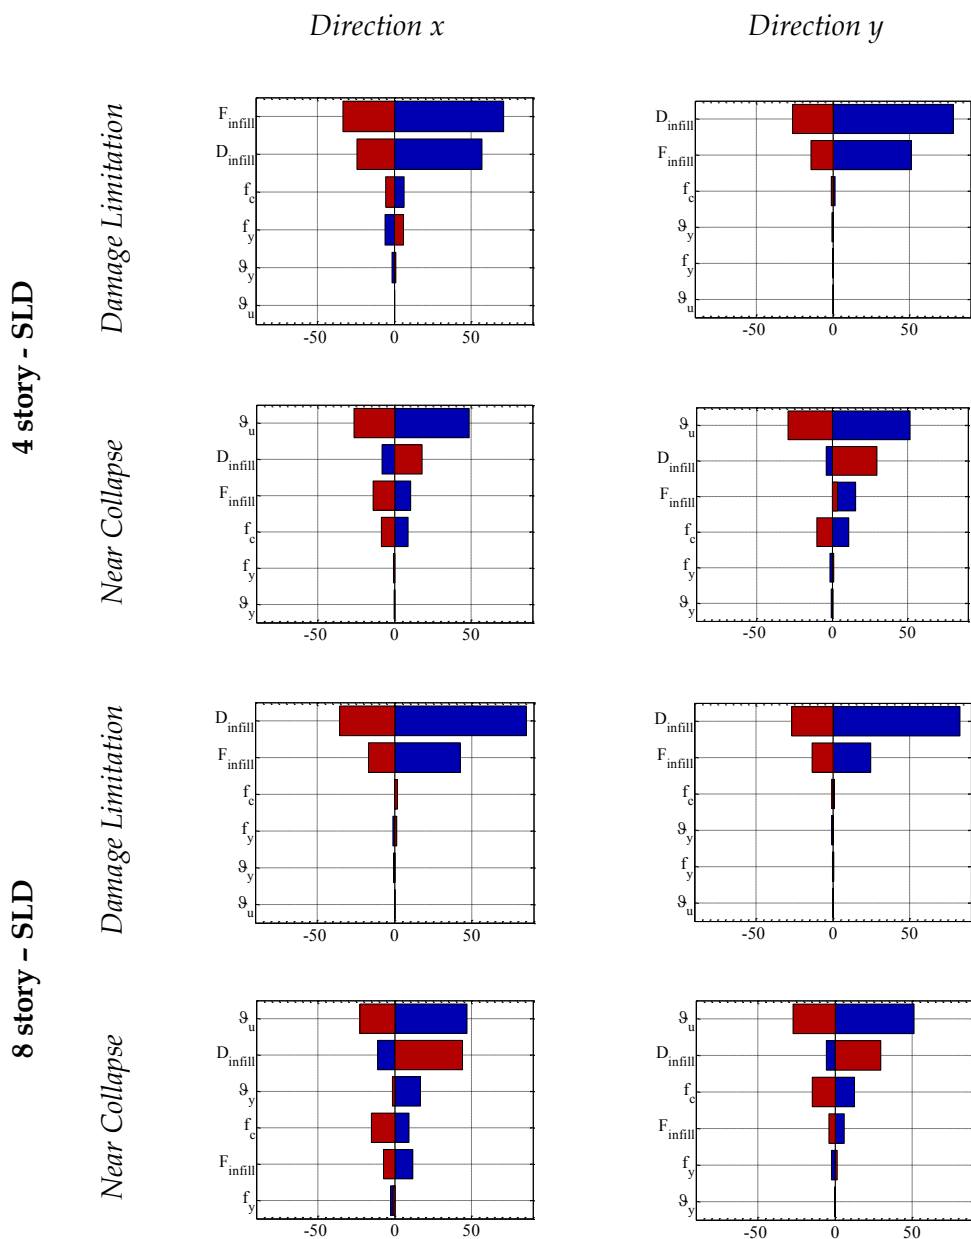 Direction x
Direction y
4 story - SLD
Damage Limitation
F infill
D infill
f c
f y
ϑ y
ϑ u
-50 0 50
D infill
F infill
f c
ϑ y
f y
ϑ u
-50 0 50
Near Collapse
ϑ u
D infill
F infill
f c
f y
ϑ y
-50 0 50
ϑ u
D infill
F infill
f c
f y
ϑ y
-50 0 50
8 story – SLD
Damage Limitation
D infill
F infill
f c
f y
ϑ y
ϑ u
-50 0 50
D infill
F infill
f c
ϑ y
f y
ϑ u
-50 0 50
Near Collapse
ϑ u
D infill
ϑ y
f c
F infill
f y
-50 0 50
ϑ u
D infill
f c
F infill
f y
ϑ y
-50 0 50